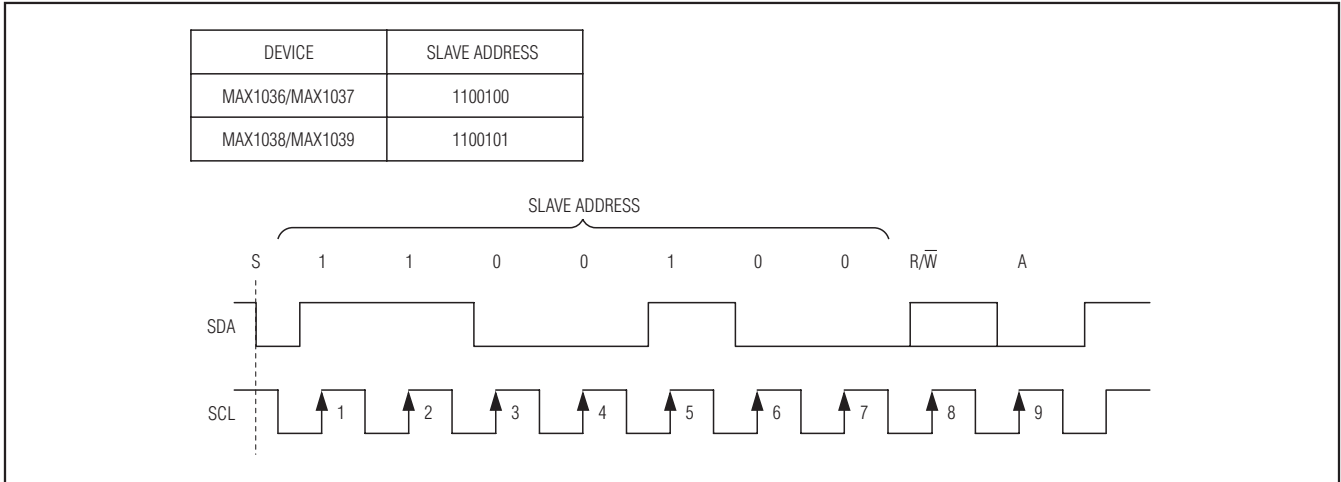 DEVICE SLAVE ADDRESS
MAX1036/MAX1037 1100100
MAX1038/MAX1039 1100101
SLAVE ADDRESS
S 1 1 0 0 1 0 0 R/W̅ A
SDA
SCL 1 2 3 4 5 6 7 8 9